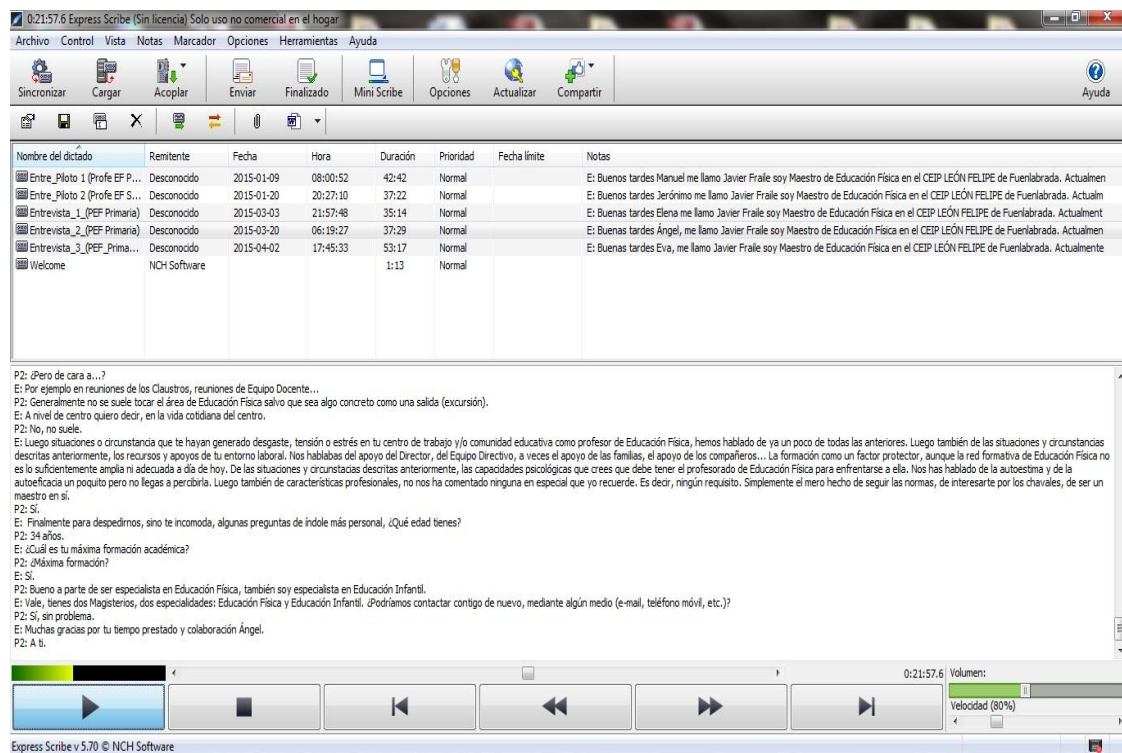 0:21:57.6 Express Scribe (Sin licencia) Solo uso no comercial en el hogar
Archivo Control Vista Notas Marcador Opciones Herramientas Ayuda
Sincronizar Cargar Acoplar Enviar Finalizado Mini Scribe Opciones Actualizar Compartir Ayuda
Nombre del dictado Remitente Fecha Hora Duración Prioridad Fecha límite Notas
Entre_Piloto 1 (Profe EF P... Desconocido 2015-01-09 08:00:52 42:42 Normal E: Buenos tardes Manuel me llamo Javier Fraile soy Maestro de Educación Física en el CEIP LEÓN FELIPE de Fuenlabrada. Actualmen
Entre_Piloto 2 (Profe EF S... Desconocido 2015-01-20 20:27:10 37:22 Normal E: Buenos tardes Jerónimo me llamo Javier Fraile soy Maestro de Educación Física en el CEIP LEÓN FELIPE de Fuenlabrada. Actualm
Entrevista_1_(PEF Primaria) Desconocido 2015-03-03 21:57:48 35:14 Normal E: Buenos tardes Elena me llamo Javier Fraile soy Maestro de Educación Física en el CEIP LEÓN FELIPE de Fuenlabrada. Actualment
Entrevista_2_(PEF Primaria) Desconocido 2015-03-20 06:19:27 37:29 Normal E: Buenas tardes Ángel, me llamo Javier Fraile soy Maestro de Educación Física en el CEIP LEÓN FELIPE de Fuenlabrada. Actualmen
Entrevista_3_(PEF_Prima... Desconocido 2015-04-02 17:45:33 53:17 Normal E: Buenas tardes Eva, me llamo Javier Fraile soy Maestro de Educación Física en el CEIP LEÓN FELIPE de Fuenlabrada. Actualmente
Welcome NCH Software 1:13 Normal
P2: ¿Pero de cara a...?
E: Por ejemplo en reuniones de los Claustros, reuniones de Equipo Docente...
P2: Generalmente no se suele tocar el área de Educación Física salvo que sea algo concreto como una salida (excursión).
E: A nivel de centro quiero decir, en la vida cotidiana del centro.
P2: No, no suele.
E: Luego situaciones o circunstancia que te hayan generado desgaste, tensión o estrés en tu centro de trabajo y/o comunidad educativa como profesor de Educación Física, hemos hablado de ya un poco de todas las anteriores. Luego también de las situaciones y circunstancias
descritas anteriormente, los recursos y apoyos de tu entorno laboral. Nos hablabas del apoyo del Director, del Equipo Directivo, a veces el apoyo de las familias, el apoyo de los compañeros... La formación como un factor protector, aunque la red formativa de Educación Física no
es lo suficientemente amplia ni adecuada a día de hoy. De las situaciones y circunstacias descritas anteriormente, las capacidades psicológicas que crees que debe tener el profesorado de Educación Física para enfrentarse a ella. Nos has hablado de la autoestima y de la
autoeficacia un poquito pero no llegas a percibirla. Luego también de características profesionales, no nos ha comentado ninguna en especial que yo recuerde. Es decir, ningún requisito. Simplemente el mero hecho de seguir las normas, de interesarte por los chavales, de ser un
maestro en sí.
P2: Sí.
E: Finalmente para despedirnos, sino te incomoda, algunas preguntas de índole más personal, ¿Qué edad tienes?
P2: 34 años.
E: ¿Cuál es tu máxima formación académica?
P2: ¿Máxima formación?
E: Sí.
P2: Bueno a parte de ser especialista en Educación Física, también soy especialista en Educación Infantil.
E: Vale, tienes dos Magisterios, dos especialidades: Educación Física y Educación Infantil. ¿Podríamos contactar contigo de nuevo, mediante algún medio (e-mail, teléfono móvil, etc.)?
P2: Sí, sin problema.
E: Muchas gracias por tu tiempo prestado y colaboración Ángel.
P2: A ti.
0:21:57.6 Volumen:
Velocidad (80%)
Express Scribe v 5.70 © NCH Software